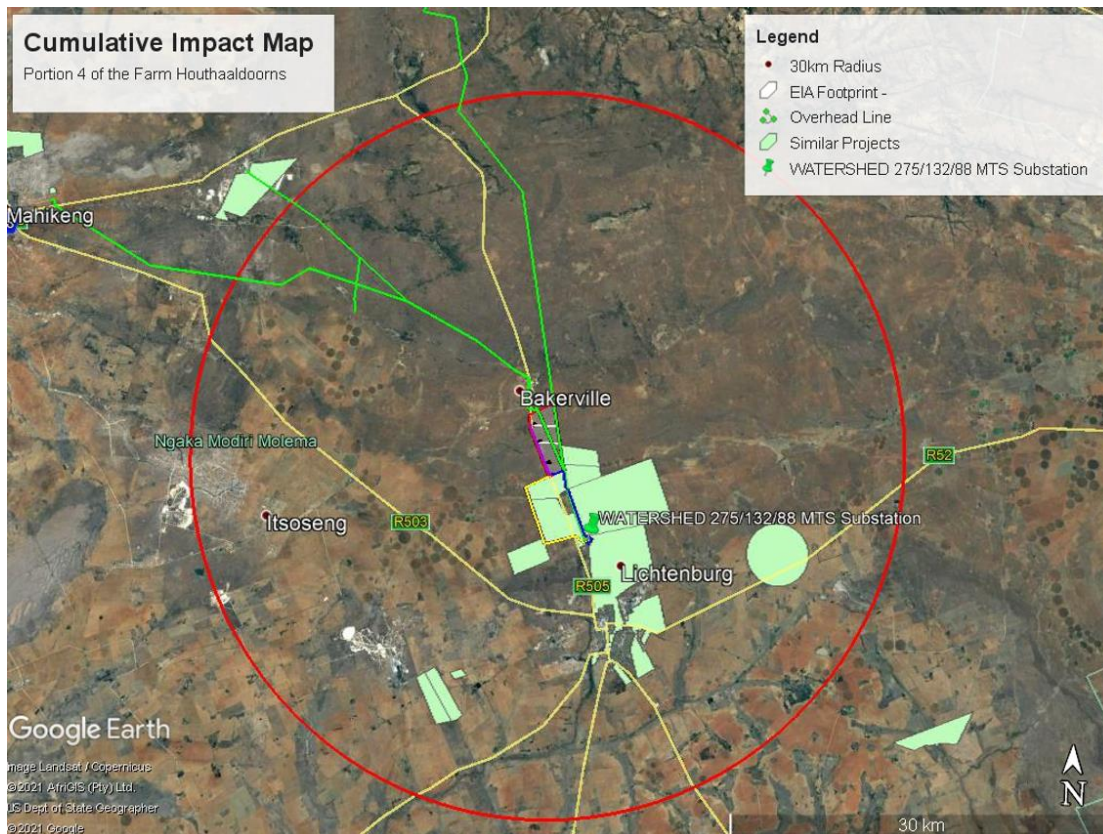 Cumulative Impact Map
Portion 4 of the Farm Houthaaldoorns
Legend
30km Radius
EIA Footprint -
Overhead Line
Similar Projects
WATERSHED 275/132/88 MTS Substation
Mahikeng
Bakerville
Ngaka Modiri Molema
R52
Itsoseng
R503
WATERSHED 275/132/88 MTS Substation
Lichtenburg
R505
Google Earth
Image Landsat / Copernicus
©2021 AfriGIS (Pty) Ltd.
US Dept of State Geographer
©2021 Google
N
30 km